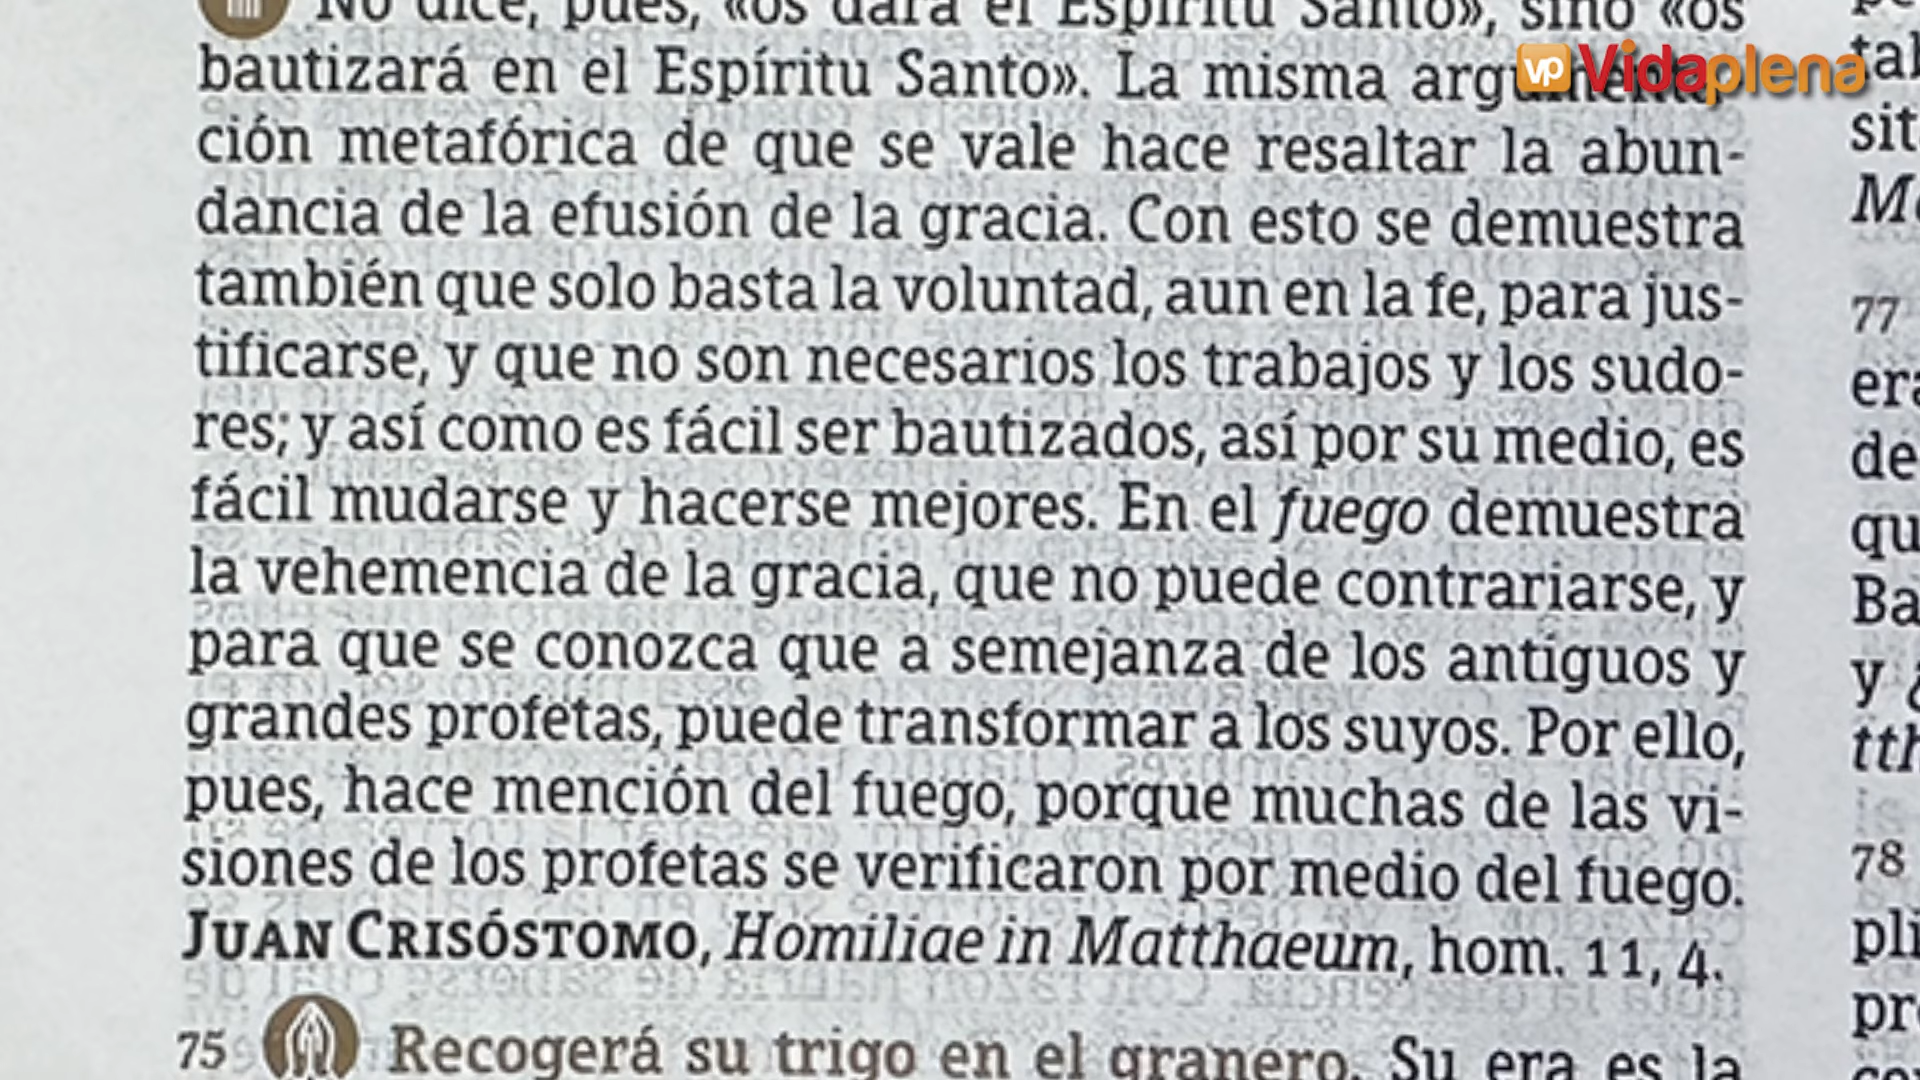 No dice, pues, «os dará el Espíritu Santo», sino «os
bautizará en el Espíritu Santo». La misma argumenta-
ción metafórica de que se vale hace resaltar la abun-
dancia de la efusión de la gracia. Con esto se demuestra
también que solo basta la voluntad, aun en la fe, para jus-
tificarse, y que no son necesarios los trabajos y los sudo-
res; y así como es fácil ser bautizados, así por su medio, es
fácil mudarse y hacerse mejores. En el fuego demuestra
la vehemencia de la gracia, que no puede contrariarse, y
para que se conozca que a semejanza de los antiguos y
grandes profetas, puede transformar a los suyos. Por ello,
pues, hace mención del fuego, porque muchas de las vi-
siones de los profetas se verificaron por medio del fuego.
JUAN CRISÓSTOMO, Homiliae in Matthaeum, hom. 11, 4.
75 Recogerá su trigo en el granero. Su era es la
vp Vidaplena
77
78